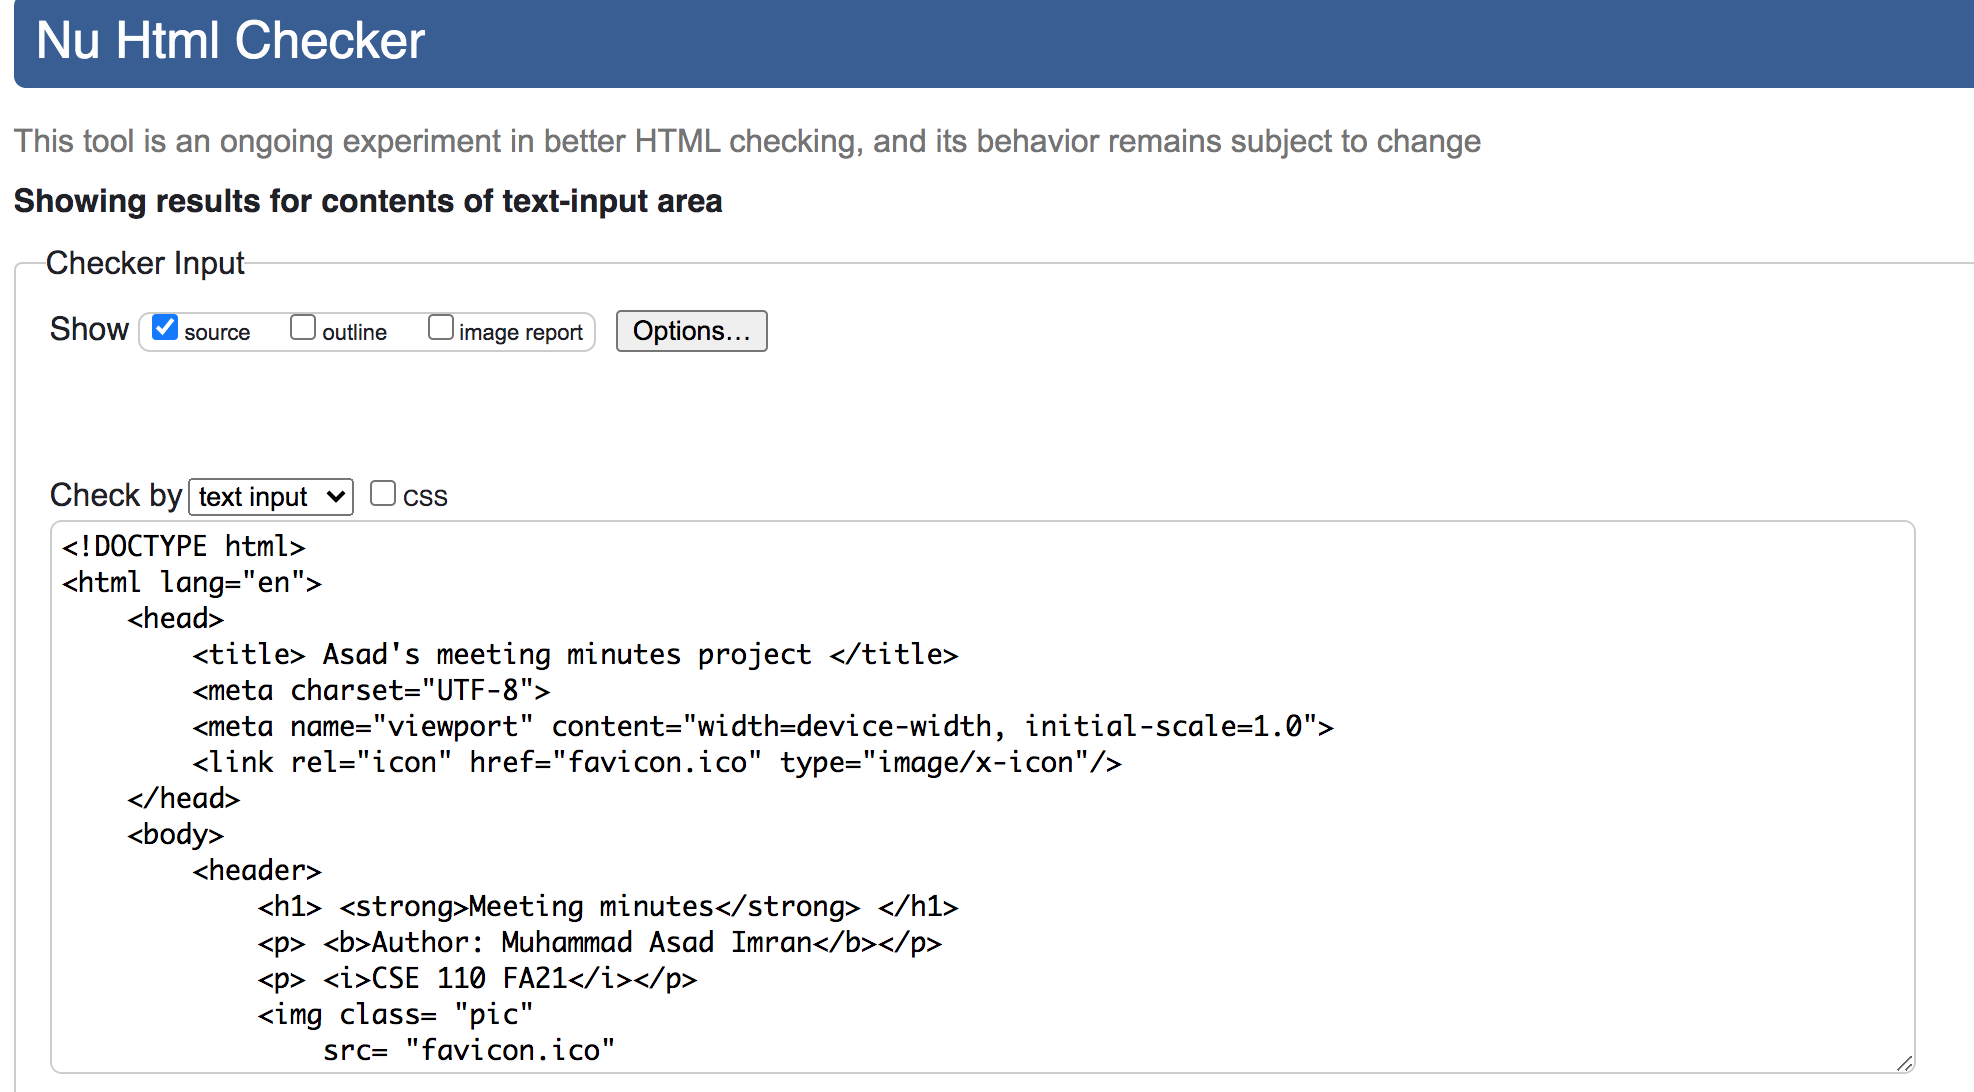 Nu Html Checker
This tool is an ongoing experiment in better HTML checking, and its behavior remains subject to change
Showing results for contents of text-input area
Checker Input
Show source outline image report Options...
Check by text input CSS
<!DOCTYPE html>
<html lang="en">
    <head>
        <title> Asad's meeting minutes project </title>
        <meta charset="UTF-8">
        <meta name="viewport" content="width=device-width, initial-scale=1.0">
        <link rel="icon" href="favicon.ico" type="image/x-icon"/>
    </head>
    <body>
        <header>
            <h1> <strong>Meeting minutes</strong> </h1>
            <p> <b>Author: Muhammad Asad Imran</b></p>
            <p> <i>CSE 110 FA21</i></p>
            <img class= "pic"
                src= "favicon.ico"